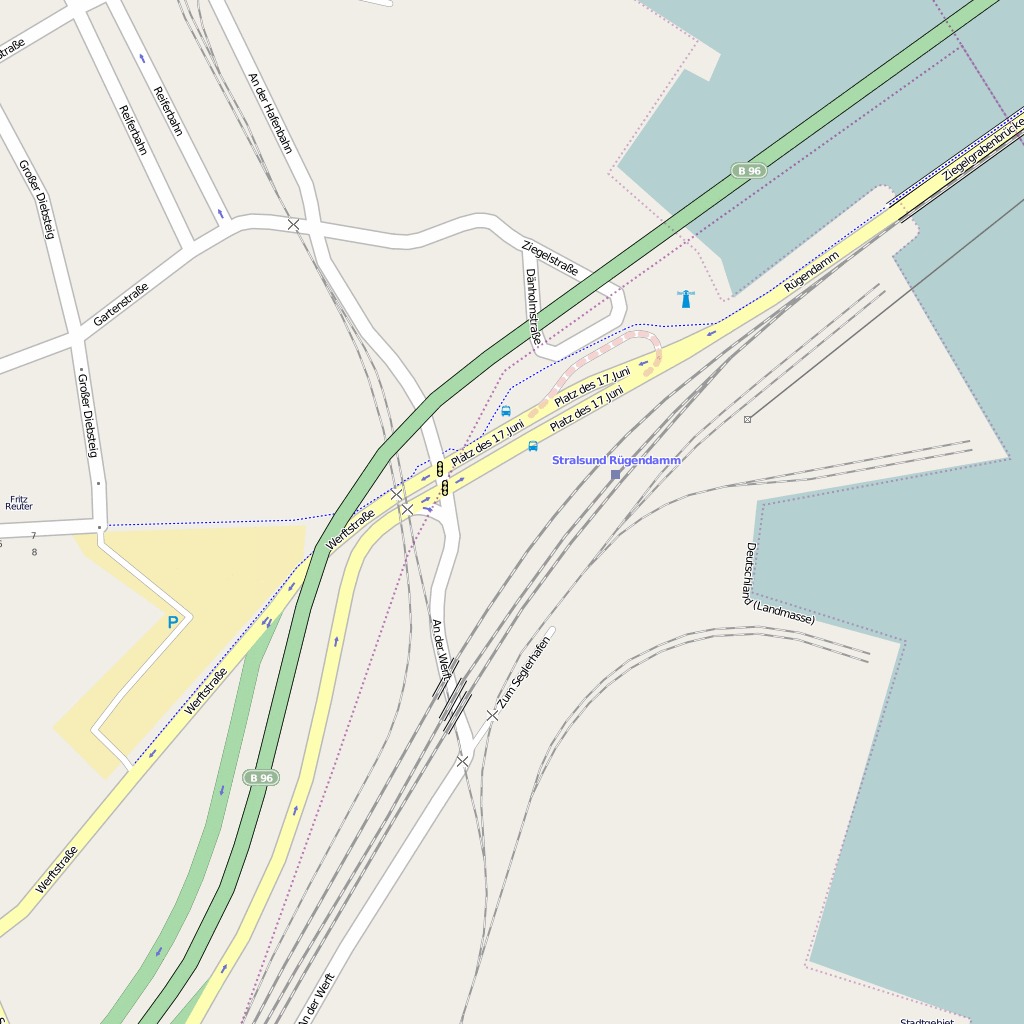 straße
An der Hafenbahn
Reiferbahn
Reiferbahn
Großer Diebsteig
B 96
Ziegelgrabenbrücke
Ziegelstraße
Rügendamm
Dänholmstraße
Gartenstraße
Großer Diebsteig
Platz des 17.Juni
Platz des 17.Juni
Platz des 17.Juni
Stralsund Rügendamm
Fritz
Reuter
7
8
Werftstraße
Deutschland (Landmasse)
P
An der Werft
Zum Seglerhafen
Werftstraße
B 96
Werftstraße
An der Werft
Stadtgebiet